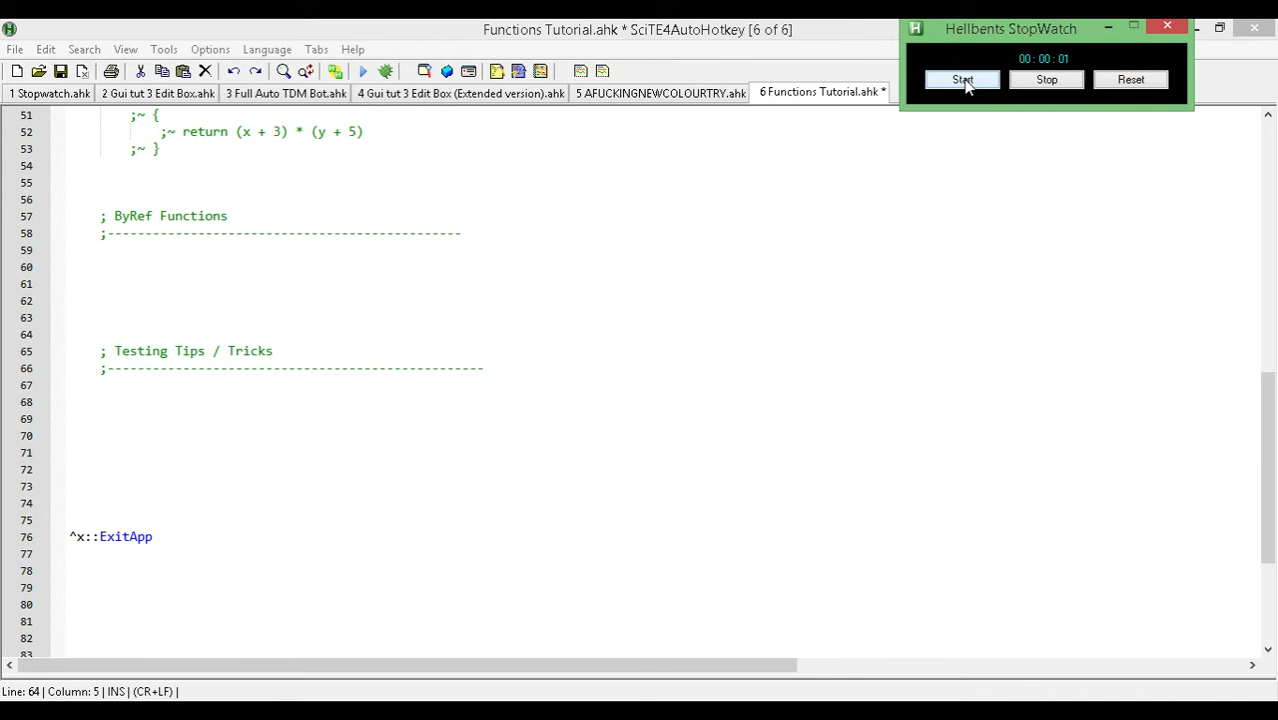 Functions Tutorial.ahk * SciTE4AutoHotkey [6 of 6]
Hellbents StopWatch
00: 00 : 01
Start
Stop
Reset
File Edit Search View Tools Options Language Tabs Help
1 Stopwatch.ahk
2 Gui tut 3 Edit Box.ahk
3 Full Auto TDM Bot.ahk
4 Gui tut 3 Edit Box (Extended version).ahk
5 AFUCKINGNEWCOLOURTRY.ahk
6 Functions Tutorial.ahk *
51 ;~ {
52 ;~ return (x + 3) * (y + 5)
53 ;~ }
54
55
56
57 ; ByRef Functions
58 ;-----------------------------------------------
59
60
61
62
63
64
65 ; Testing Tips / Tricks
66 ;--------------------------------------------------
67
68
69
70
71
72
73
74
75
76 ^x::ExitApp
77
78
79
80
81
82
83
Line: 64 | Column: 5 | INS | (CR+LF) |